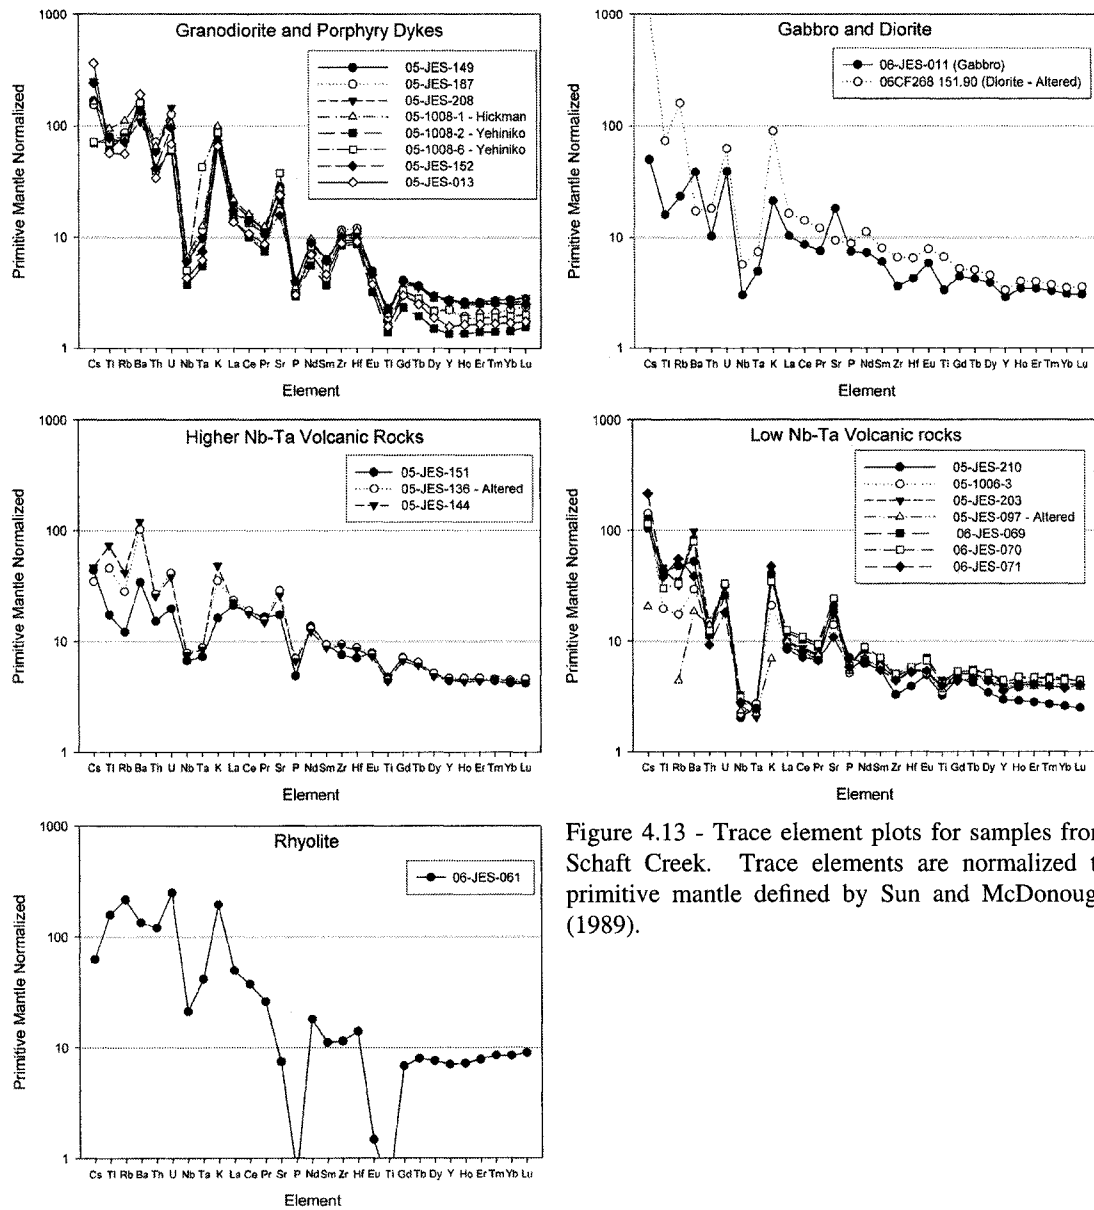 Granodiorite and Porphyry Dykes
1000
100
10
1
Primitive Mantle Normalized
05-JES-149
05-JES-187
05-JES-208
05-1008-1 - Hickman
05-1008-2 - Yehiniko
05-1008-6 - Yehiniko
05-JES-152
05-JES-013
Cs Tl Rb Ba Th U Nb Ta K La Ce Pr Sr P Nd Sm Zr Hf Eu Ti Gd Tb Dy Y Ho Er Tm Yb Lu
Element
Gabbro and Diorite
1000
100
10
1
Primitive Mantle Normalized
06-JES-011 (Gabbro)
06CF268 151.90 (Diorite - Altered)
Cs Tl Rb Ba Th U Nb Ta K La Ce Pr Sr P Nd Sm Zr Hf Eu Ti Gd Tb Dy Y Ho Er Tm Yb Lu
Element
Higher Nb-Ta Volcanic Rocks
1000
100
10
1
Primitive Mantle Normalized
05-JES-151
05-JES-136 - Altered
05-JES-144
Cs Tl Rb Ba Th U Nb Ta K La Ce Pr Sr P Nd Sm Zr Hf Eu Ti Gd Tb Dy Y Ho Er Tm Yb Lu
Element
Low Nb-Ta Volcanic rocks
1000
100
10
1
Primitive Mantle Normalized
05-JES-210
05-1006-3
05-JES-203
05-JES-097 - Altered
06-JES-069
06-JES-070
06-JES-071
Cs Tl Rb Ba Th U Nb Ta K La Ce Pr Sr P Nd Sm Zr Hf Eu Ti Gd Tb Dy Y Ho Er Tm Yb Lu
Element
Rhyolite
1000
100
10
1
Primitive Mantle Normalized
06-JES-061
Cs Tl Rb Ba Th U Nb Ta K La Ce Pr Sr P Nd Sm Zr Hf Eu Ti Gd Tb Dy Y Ho Er Tm Yb Lu
Element
Figure 4.13 - Trace element plots for samples from
Schaft Creek. Trace elements are normalized t
primitive mantle defined by Sun and McDonoug
(1989).